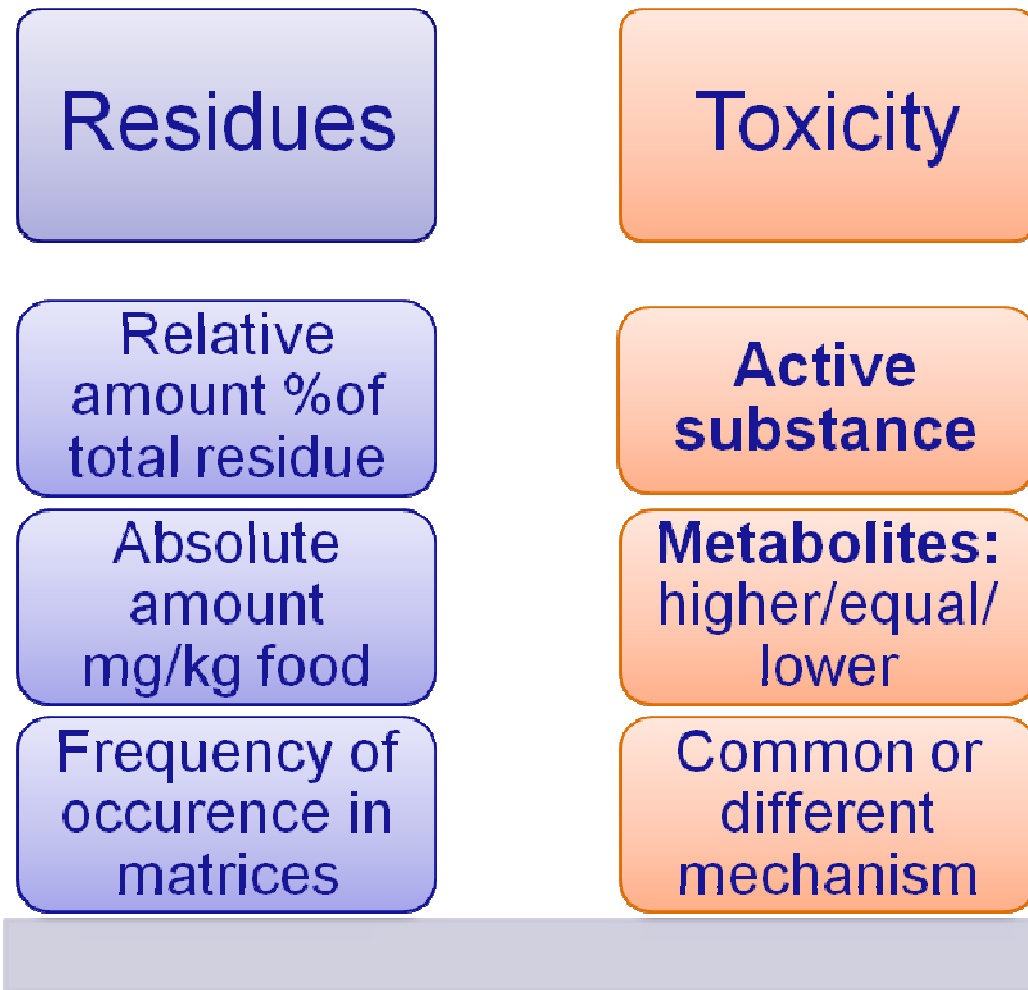 Residues
Toxicity
Relative
amount %of
total residue
Active
substance
Absolute
amount
mg/kg food
Metabolites:
higher/equal/
lower
Frequency of
occurence in
matrices
Common or
different
mechanism